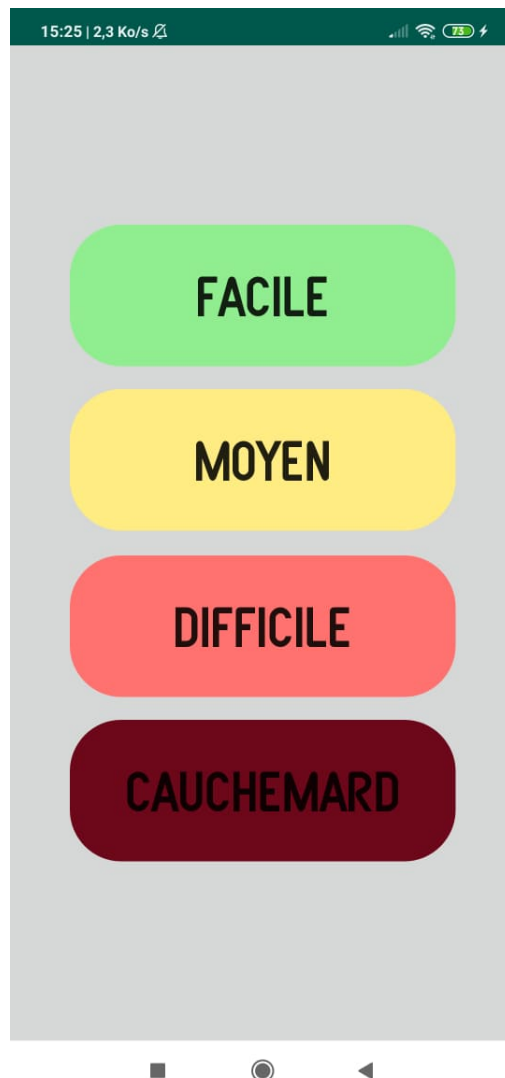 15:25 | 2,3 Ko/s 73
FACILE
MOYEN
DIFFICILE
CAUCHEMARD